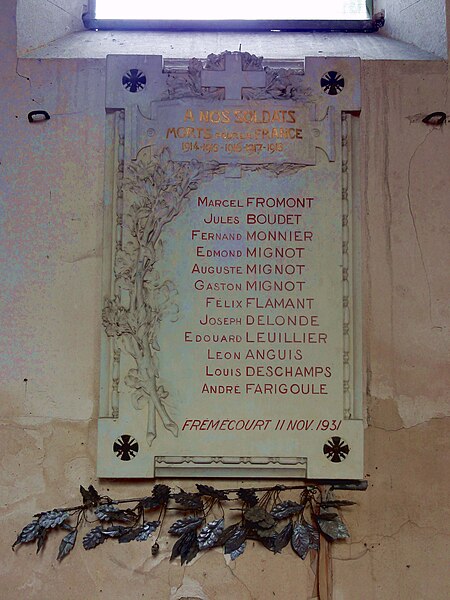 A NOS SOLDATS
MORTS POUR LA FRANCE
1914-1915-1916-1917-1918
MARCEL FROMONT
JULES BOUDET
FERNAND MONNIER
EDMOND MIGNOT
AUGUSTE MIGNOT
GASTON MIGNOT
FELIX FLAMANT
JOSEPH DELONDE
EDOUARD LEUILLIER
LEON ANGUIS
LOUIS DESCHAMPS
ANDRE FARIGOULE
FREMECOURT 11 NOV. 1931